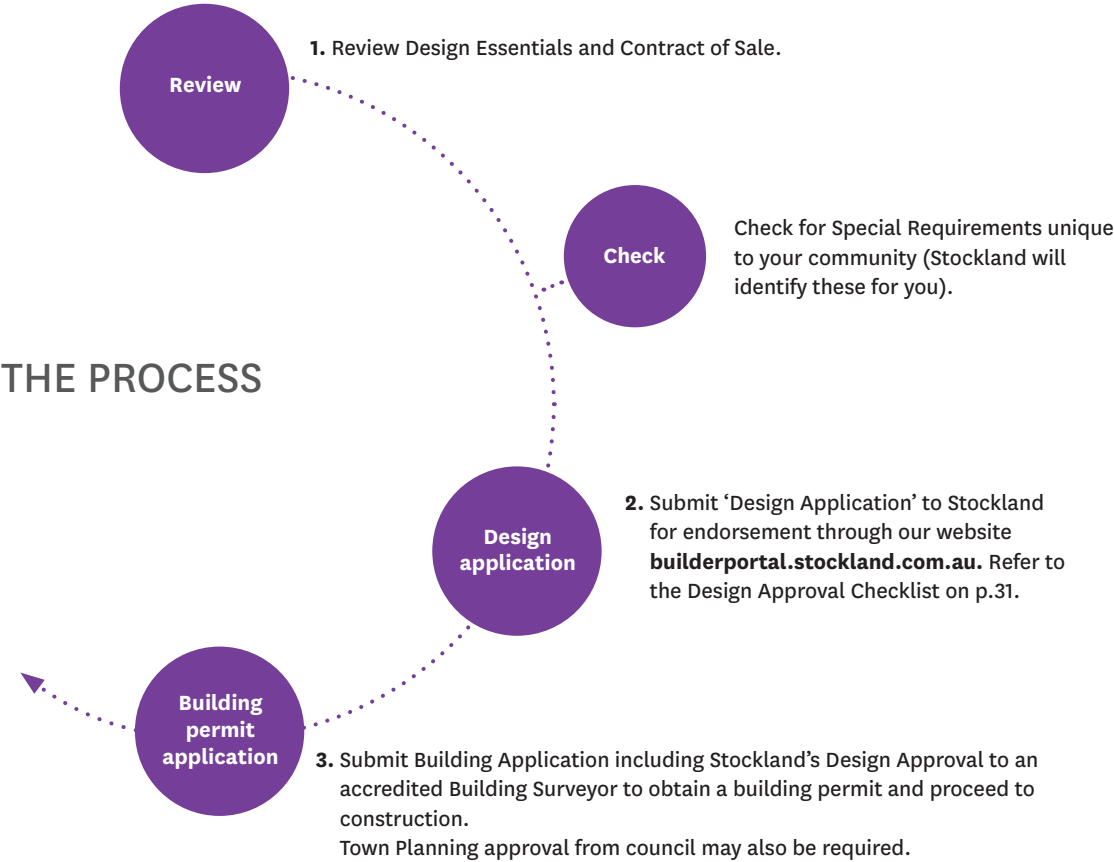 Review
1. Review Design Essentials and Contract of Sale.
Check
Check for Special Requirements unique
to your community (Stockland will
identify these for you).
THE PROCESS
Design
application
2. Submit ‘Design Application’ to Stockland
for endorsement through our website
builderportal.stockland.com.au. Refer to
the Design Approval Checklist on p.31.
Building
permit
application
3. Submit Building Application including Stockland’s Design Approval to an
accredited Building Surveyor to obtain a building permit and proceed to
construction.
Town Planning approval from council may also be required.